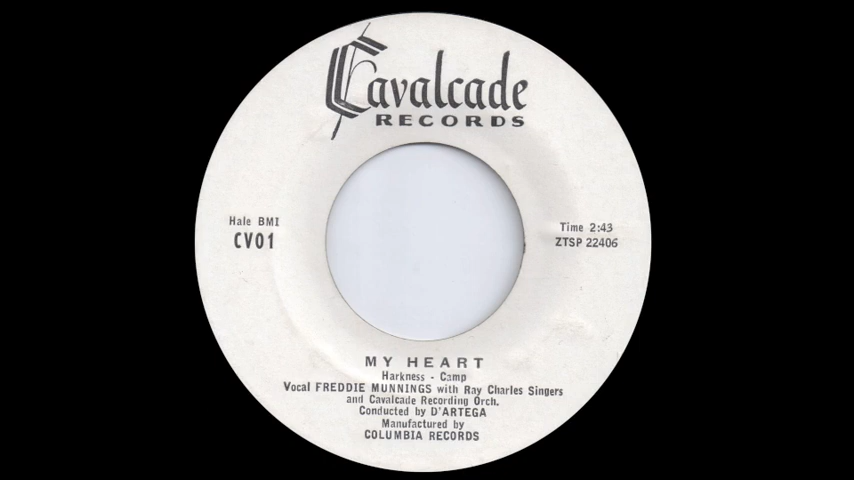 Cavalcade
RECORDS
Hale BMI
CV01
Time 2:43
ZTSP 22406
MY HEART
Harkness - Camp
Vocal FREDDIE MUNNINGS with Ray Charles Singers
and Cavalcade Recording Orch.
Conducted by D'ARTEGA
Manufactured by
COLUMBIA RECORDS